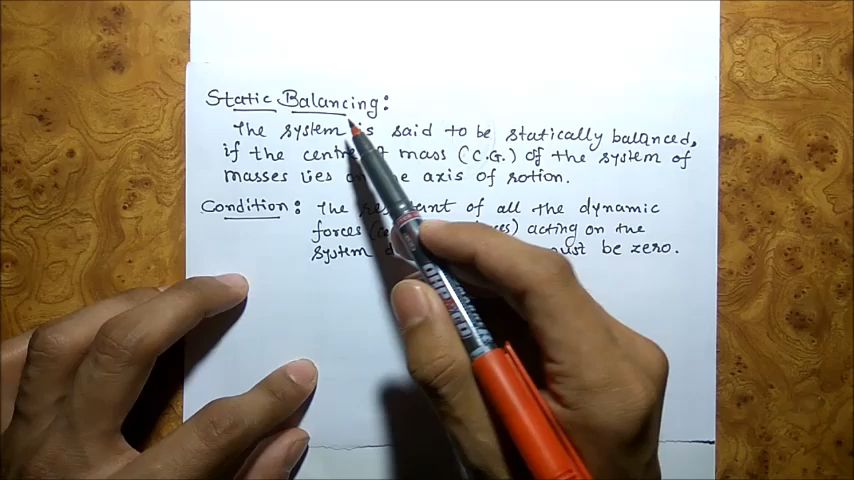 Static Balancing:
The system is said to be statically balanced,
if the centre of mass (C.G.) of the system of
masses lies on the axis of rotion.
Condition: The resultant of all the dynamic
forces acting on the
system must be zero.